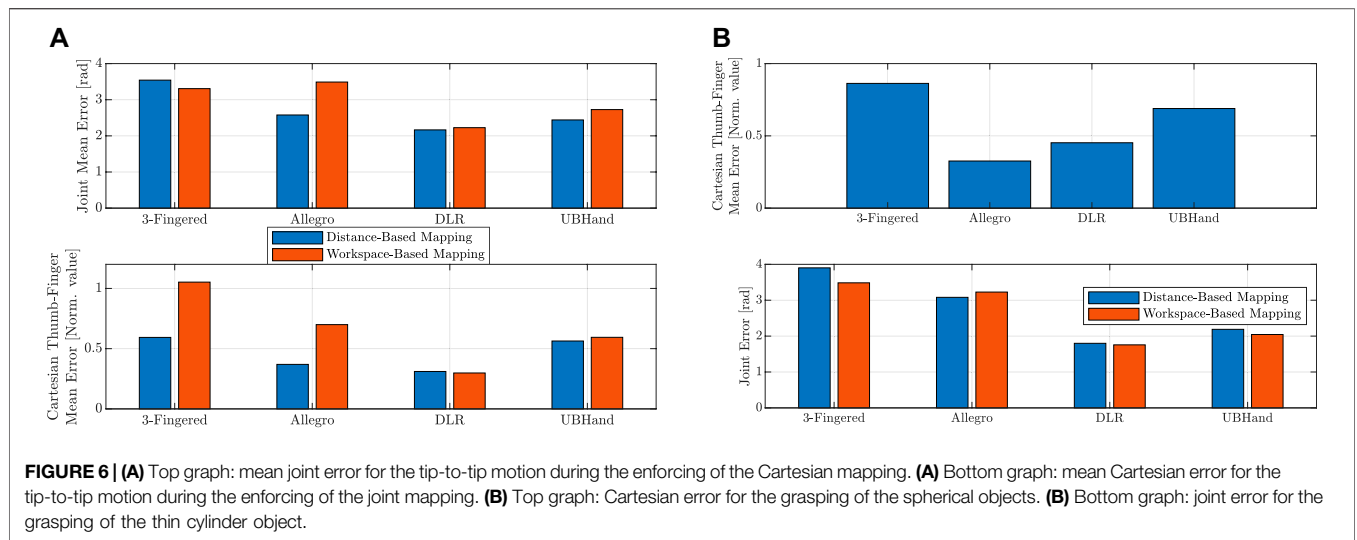 A
Joint Mean Error [rad]
4
3
2
1
0
3-Fingered Allegro DLR UBHand
Distance-Based Mapping
Workspace-Based Mapping
Cartesian Thumb-Finger
Mean Error [Norm. value]
1
0.5
0
3-Fingered Allegro DLR UBHand
B
Cartesian Thumb-Finger
Mean Error [Norm. value]
1
0.5
0
3-Fingered Allegro DLR UBHand
Joint Error [rad]
4
3
2
1
0
Distance-Based Mapping
Workspace-Based Mapping
3-Fingered Allegro DLR UBHand
FIGURE 6 | (A) Top graph: mean joint error for the tip-to-tip motion during the enforcing of the Cartesian mapping. (A) Bottom graph: mean Cartesian error for the
tip-to-tip motion during the enforcing of the joint mapping. (B) Top graph: Cartesian error for the grasping of the spherical objects. (B) Bottom graph: joint error for the
grasping of the thin cylinder object.